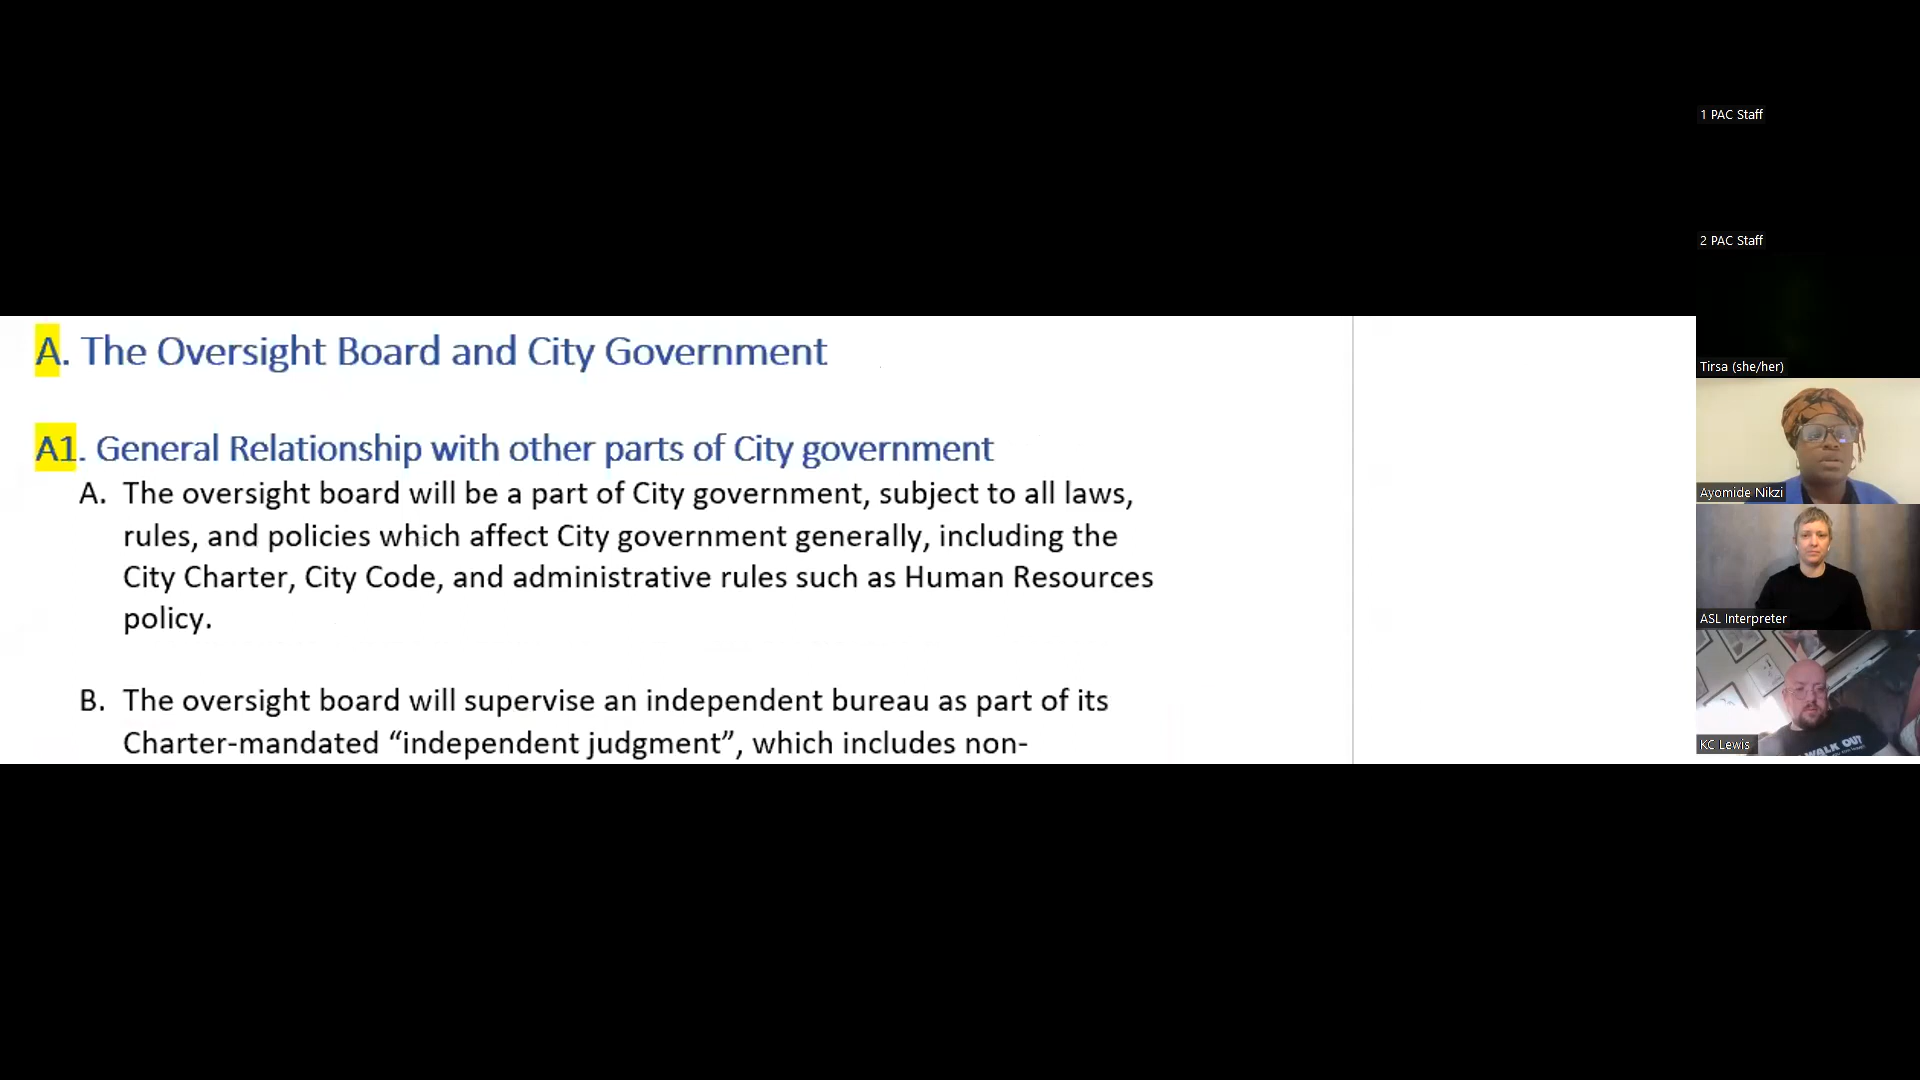 A. The Oversight Board and City Government
A1. General Relationship with other parts of City government
A. The oversight board will be a part of City government, subject to all laws,
rules, and policies which affect City government generally, including the
City Charter, City Code, and administrative rules such as Human Resources
policy.
B. The oversight board will supervise an independent bureau as part of its
Charter-mandated “independent judgment”, which includes non-
1 PAC Staff
2 PAC Staff
Tirsa (she/her)
Ayomide Nikzi
ASL Interpreter
KC Lewis
WALK OUT